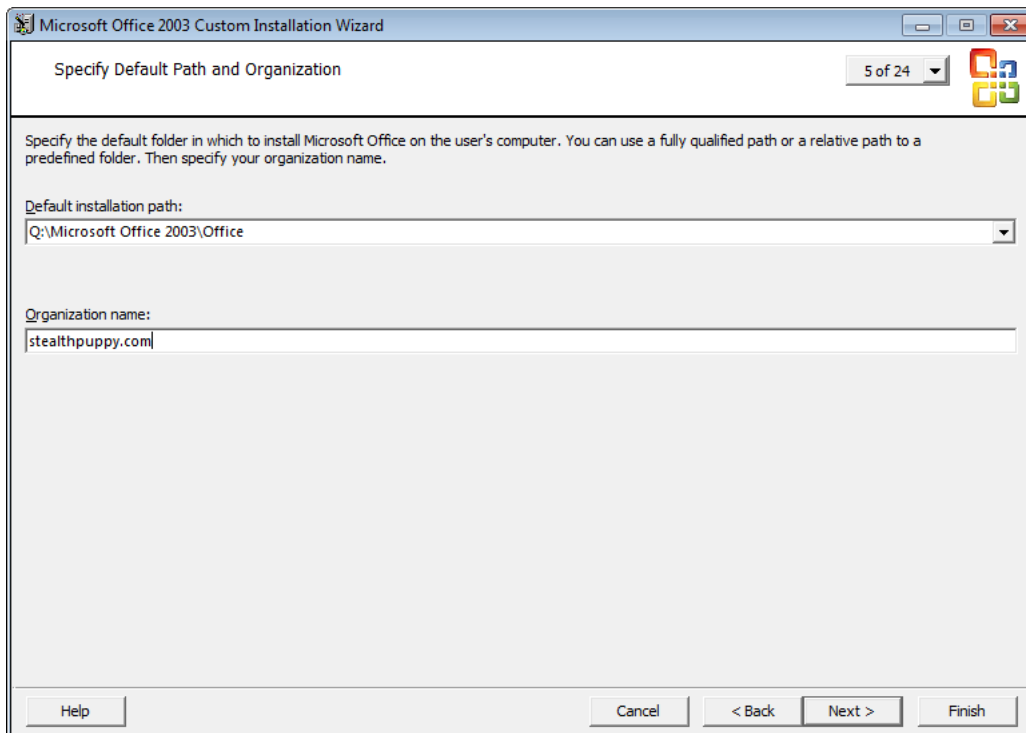 Microsoft Office 2003 Custom Installation Wizard
Specify Default Path and Organization
5 of 24
Specify the default folder in which to install Microsoft Office on the user's computer. You can use a fully qualified path or a relative path to a
predefined folder. Then specify your organization name.
Default installation path:
Q:\Microsoft Office 2003\Office
Organization name:
stealthpuppy.com
Help
Cancel
< Back
Next >
Finish